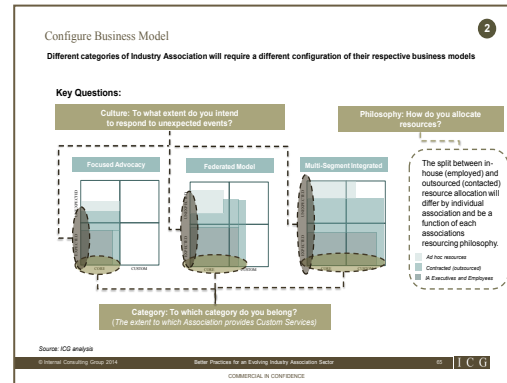 Configure Business Model
2
Different categories of Industry Association will require a different configuration of their respective business models
Key Questions:
Culture: To what extent do you intend
to respond to unexpected events?
Philosophy: How do you allocate
resources?
Focused Advocacy
Federated Model
Multi-Segment Integrated
The split between in-
house (employed) and
outsourced (contacted)
resource allocation will
differ by individual
association and be a
function of each
associations
resourcing philosophy.
Ad hoc resources
Contracted (outsourced)
IA Executives and Employees
CORE
CUSTOM
CORE
CUSTOM
Category: To which category do you belong?
(The extent to which Association provides Custom Services)
Source: ICG analysis
© Internal Consulting Group 2014
Better Practices for an Evolving Industry Association Sector
65
ICG
COMMERCIAL IN CONFIDENCE